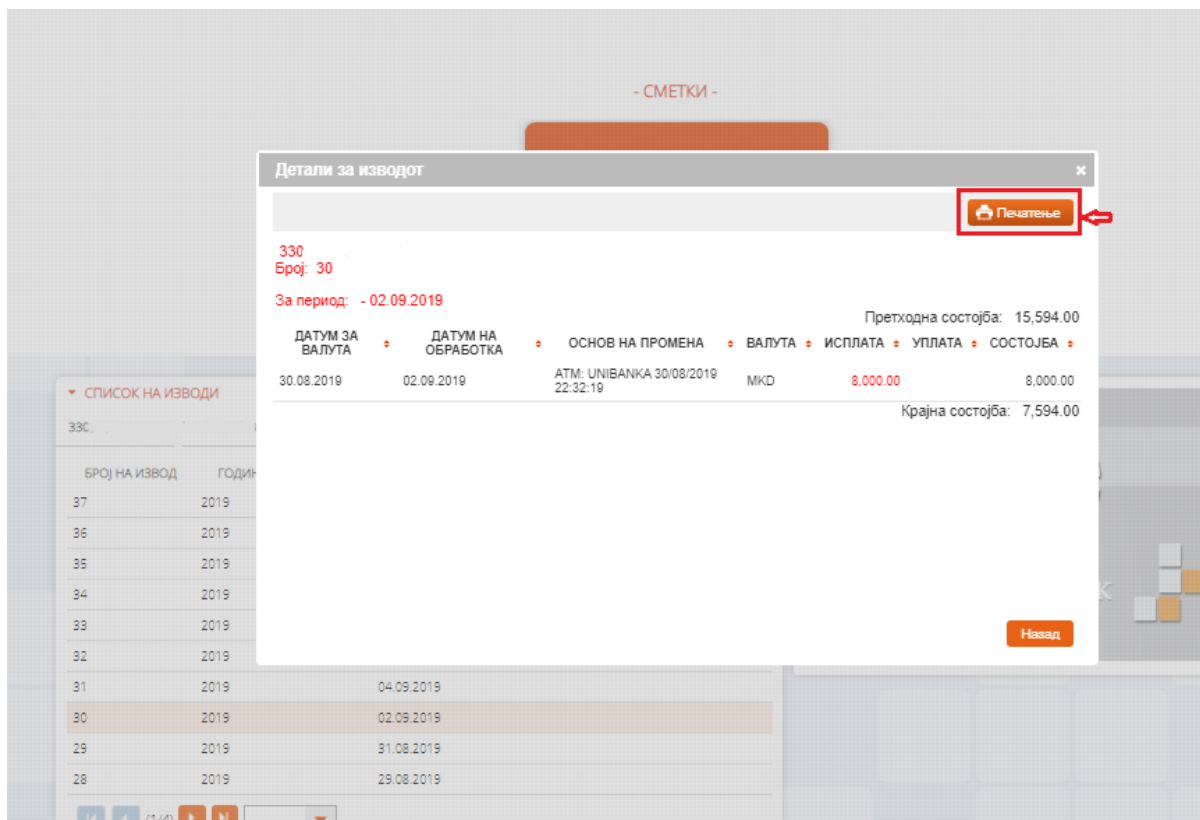 - СМЕТКИ -
Детали за изводот ×
Печатење
330
Број: 30
За период: - 02.09.2019
Претходна состојба: 15,594.00
ДАТУМ ЗА ВАЛУТА ДАТУМ НА ОБРАБОТКА ОСНОВ НА ПРОМЕНА ВАЛУТА ИСПЛАТА УПЛАТА СОСТОЈБА
30.08.2019 02.09.2019 ATM: UNIBANKA 30/08/2019 MKD 8,000.00 8,000.00
22:32:19
Крајна состојба: 7,594.00
Назад
СПИСОК НА ИЗВОДИ
330
БРОЈ НА ИЗВОД
37 2019
36 2019
35 2019
34 2019
33 2019
32 2019
31 2019 04.09.2019
30 2019 02.09.2019
29 2019 31.08.2019
28 2019 29.08.2019
(1/4)